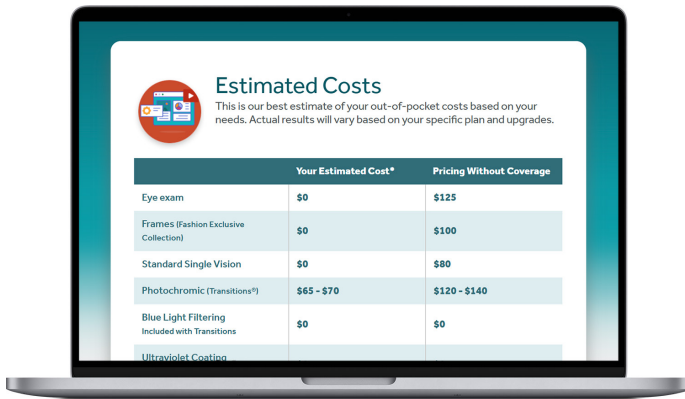 Estimated Costs
This is our best estimate of your out-of-pocket costs based on your
needs. Actual results will vary based on your specific plan and upgrades.
Your Estimated Cost* Pricing Without Coverage
Eye exam $0 $125
Frames (Fashion Exclusive
Collection) $0 $100
Standard Single Vision $0 $80
Photochromic (Transitions®) $65 - $70 $120 - $140
Blue Light Filtering
Included with Transitions $0 $0
Ultraviolet Coating